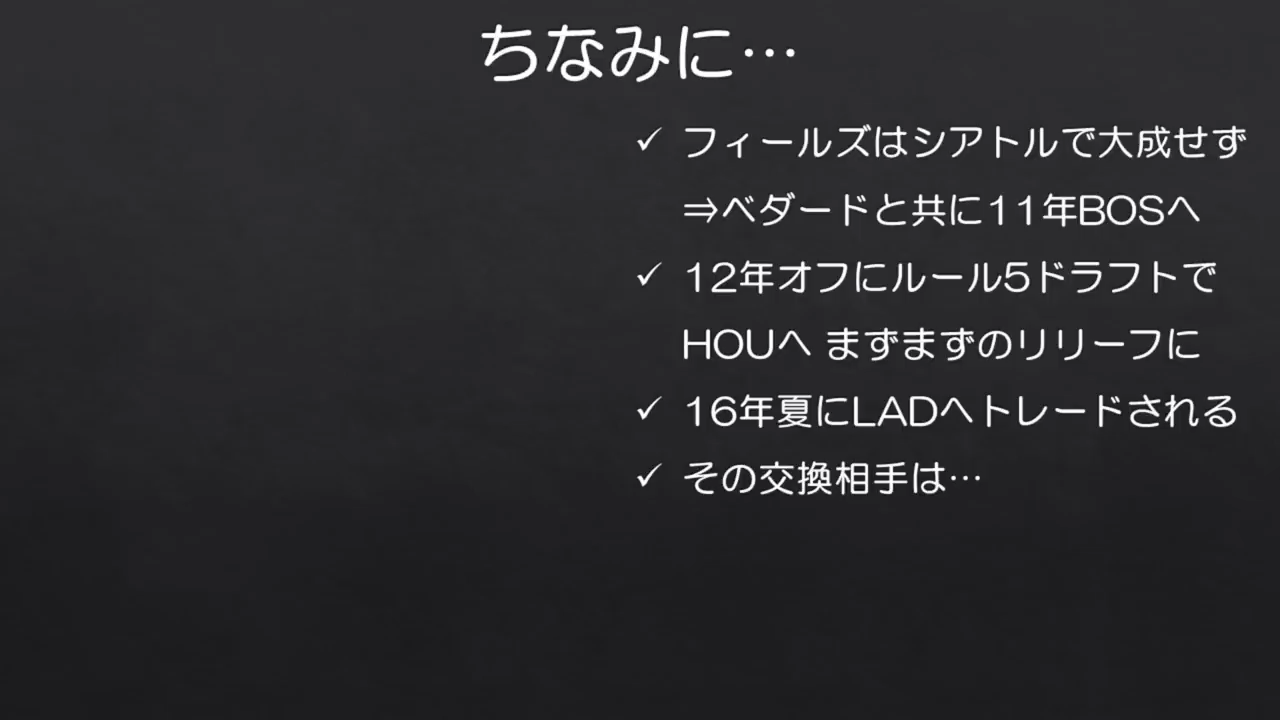 ちなみに…
✓ フィールズはシアトルで大成せず
⇒ベダードと共に11年BOSへ
✓ 12年オフにルール5ドラフトで
HOUへ まずまずのリリーフに
✓ 16年夏にLADへトレードされる
✓ その交換相手は…